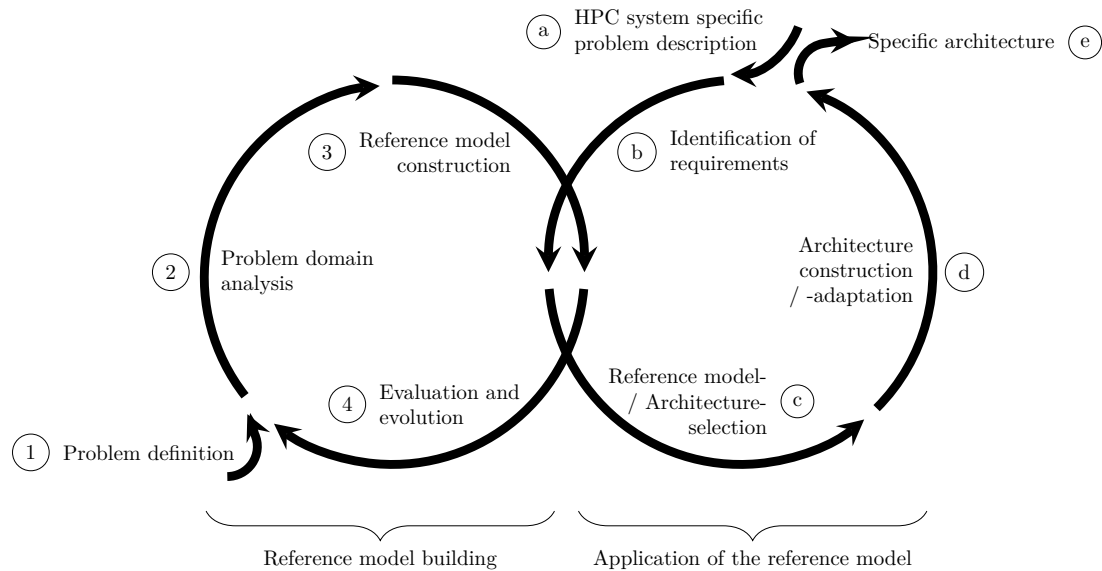 a
HPC system specific
problem description
Specific architecture
e
3
Reference model
construction
b
Identification of
requirements
2
Problem domain
analysis
Architecture
construction
/ -adaptation
d
4
Evaluation and
evolution
Reference model-
/ Architecture-
selection
c
1
Problem definition
Reference model building
Application of the reference model